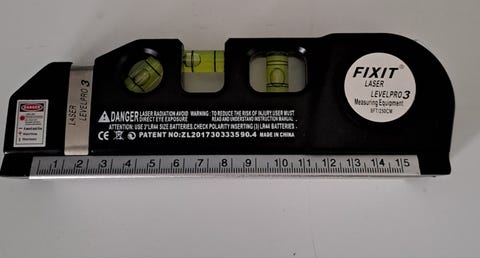 DANGER
LASER
LEVELPRO 3
DANGER LASER RADIATION AVOID DIRECT EYE EXPOSURE
WARNING: TO REDUCE THE RISK OF INJURY USER MUST READ AND UNDERSTAND INSTRUCTION MANUAL
ATTENTION: USE 3*LR44 SIZE BATTERIES.CHECK POLARITY INSERTING (3) LR44 BATTERIES.
CE PATENT NO:ZL201730333590.4 MADE IN CHINA
FIXIT
LASER
LEVELPRO 3
Measuring Equipment
8FT/250CM
1 2 3 4 5 6 7 8 9 10 11 12 13 14 15